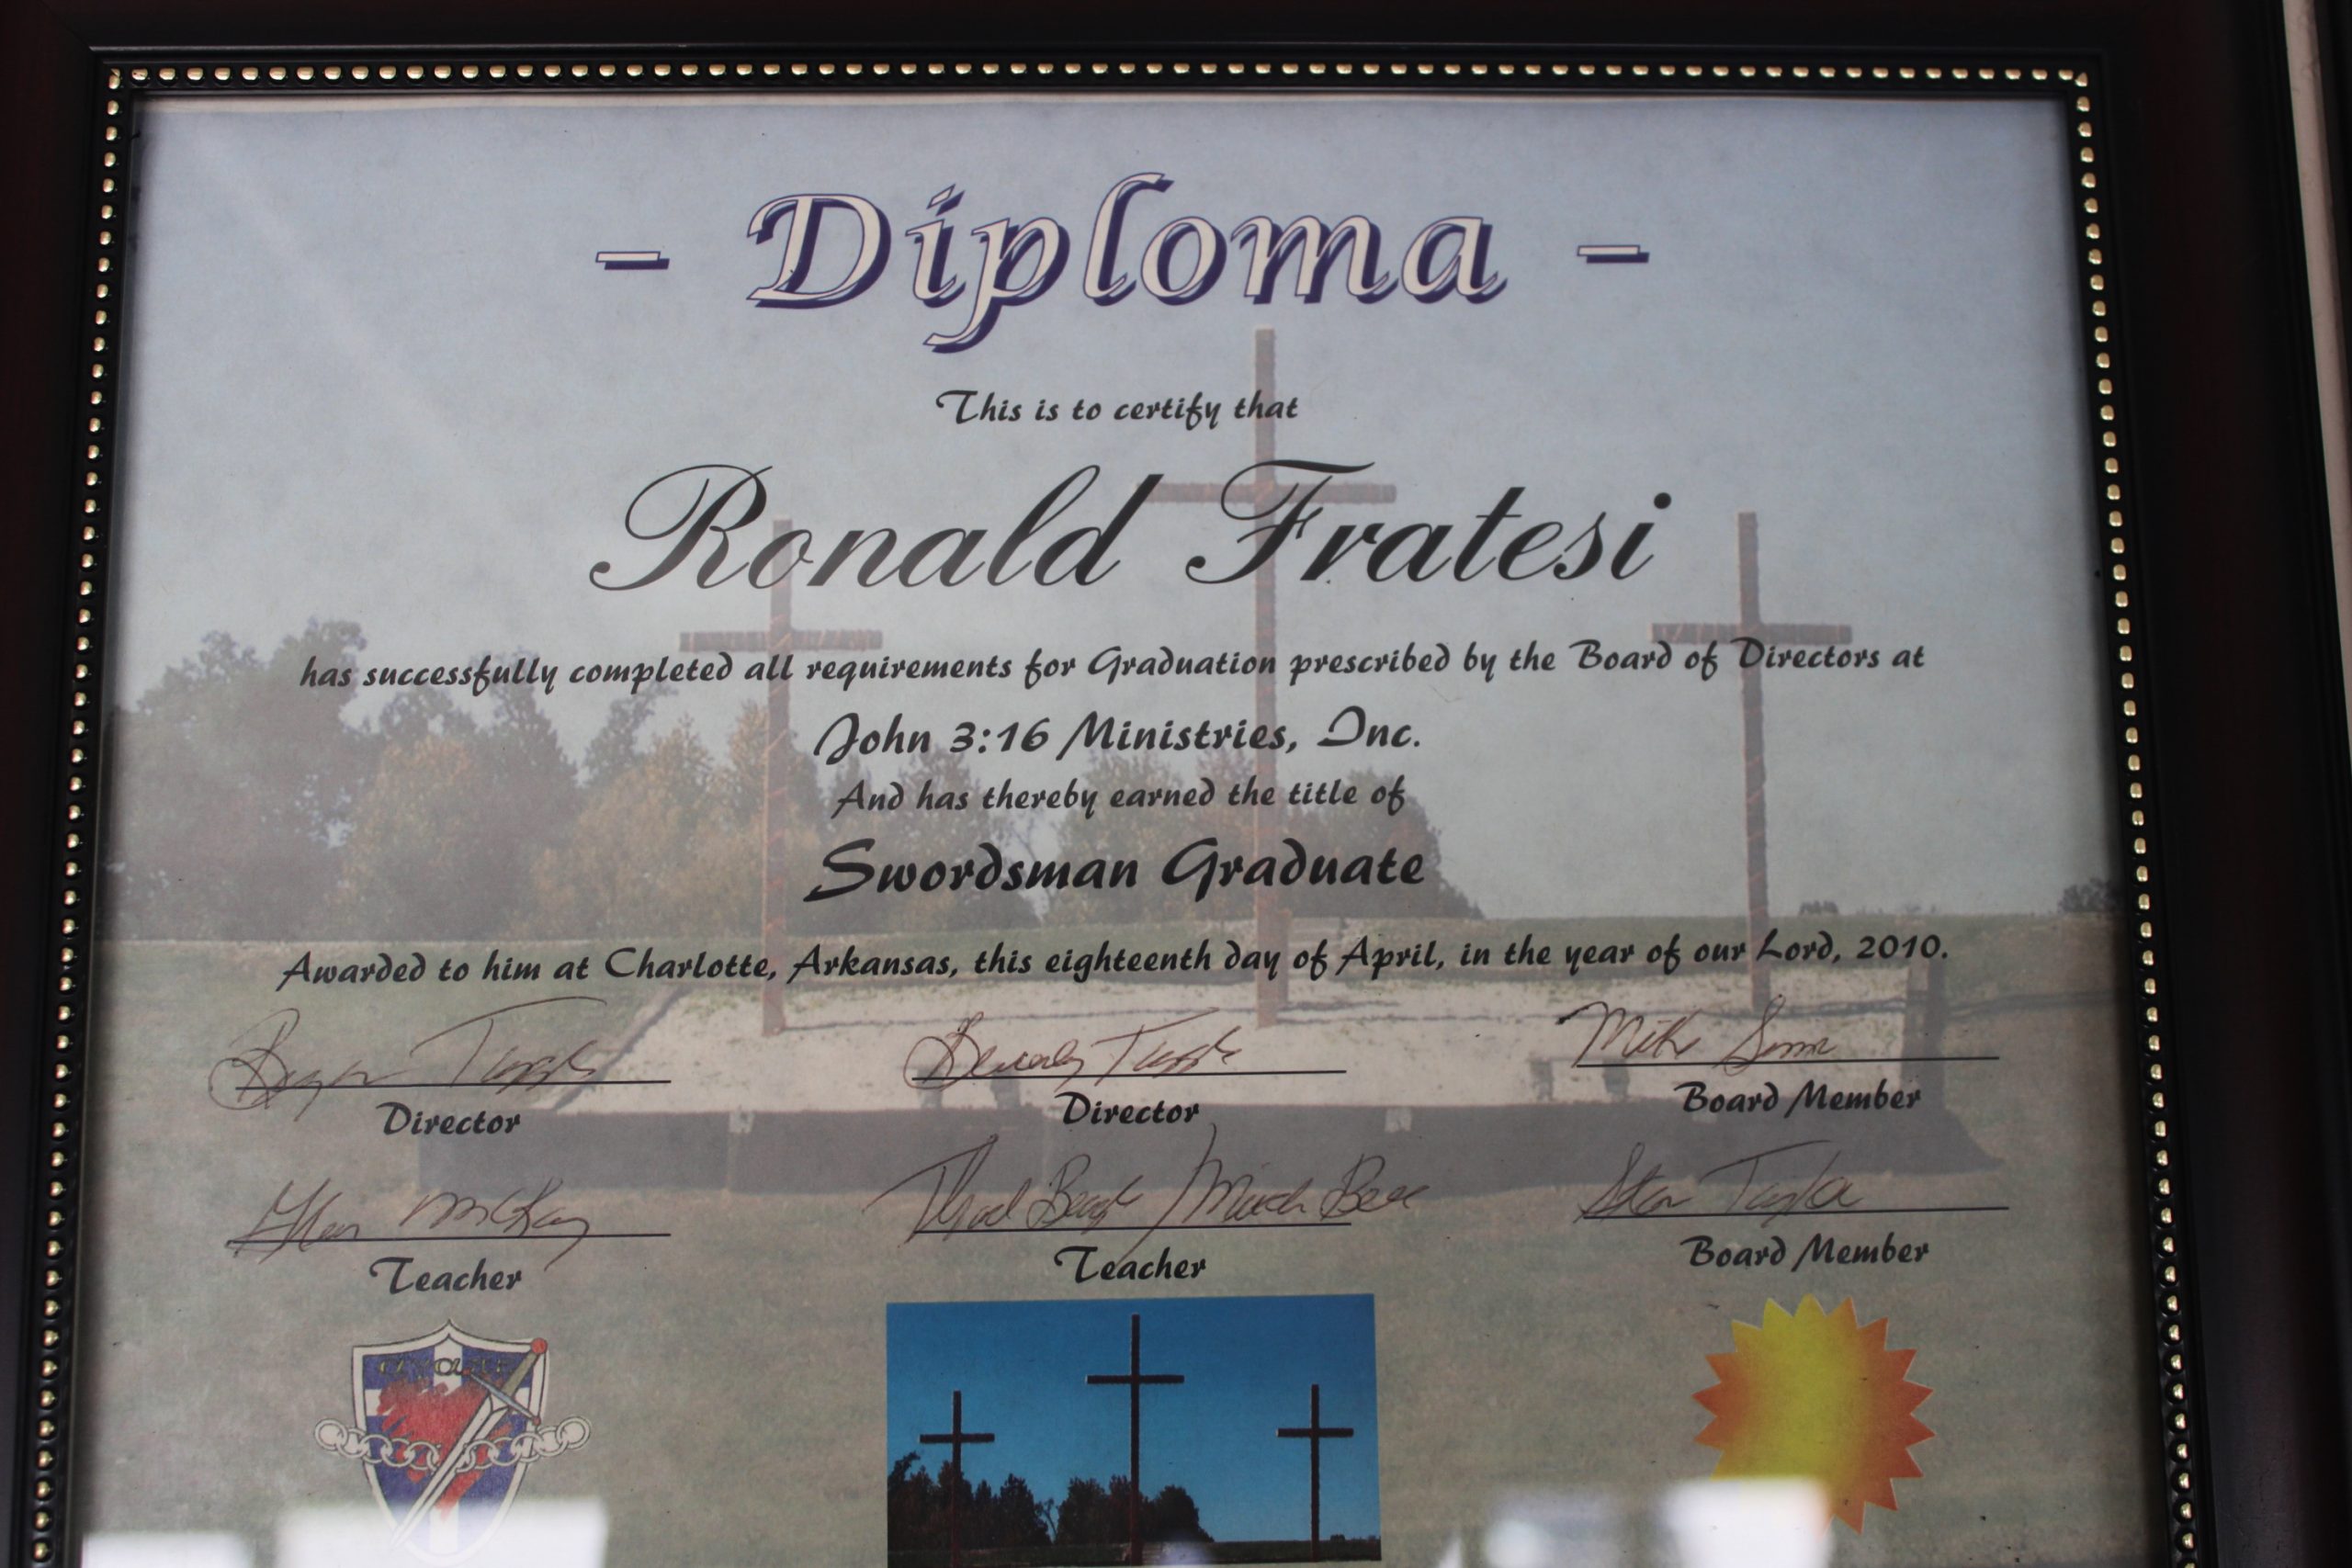 - Diploma -
This is to certify that
Ronald Fratesi
has successfully completed all requirements for Graduation prescribed by the Board of Directors at
John 3:16 Ministries, Inc.
And has thereby earned the title of
Swordsman Graduate
Awarded to him at Charlotte, Arkansas, this eighteenth day of April, in the year of our Lord, 2010.
Beverly Mike
Director Director Board Member
McKay
Teacher Teacher Board Member